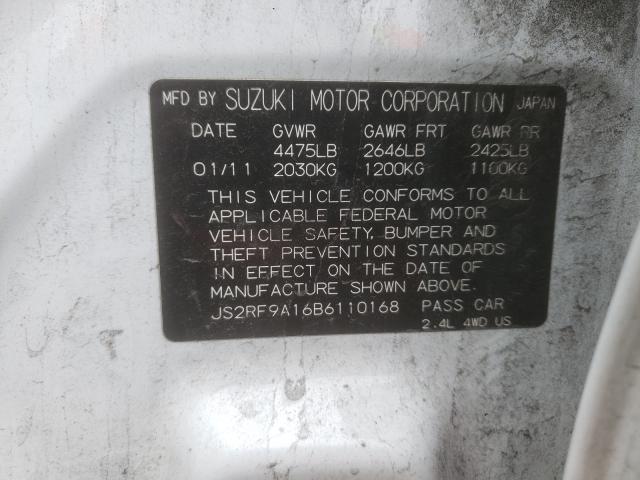 MFD BY SUZUKI MOTOR CORPORATION JAPAN
DATE GVWR GAWR FRT GAWR RR
4475LB 2646LB 2425LB
01/11 2030KG 1200KG 1100KG
THIS VEHICLE CONFORMS TO ALL
APPLICABLE FEDERAL MOTOR
VEHICLE SAFETY, BUMPER AND
THEFT PREVENTION STANDARDS
IN EFFECT ON THE DATE OF
MANUFACTURE SHOWN ABOVE.
JS2RF9A16B6110168 PASS CAR
2.4L 4WD US